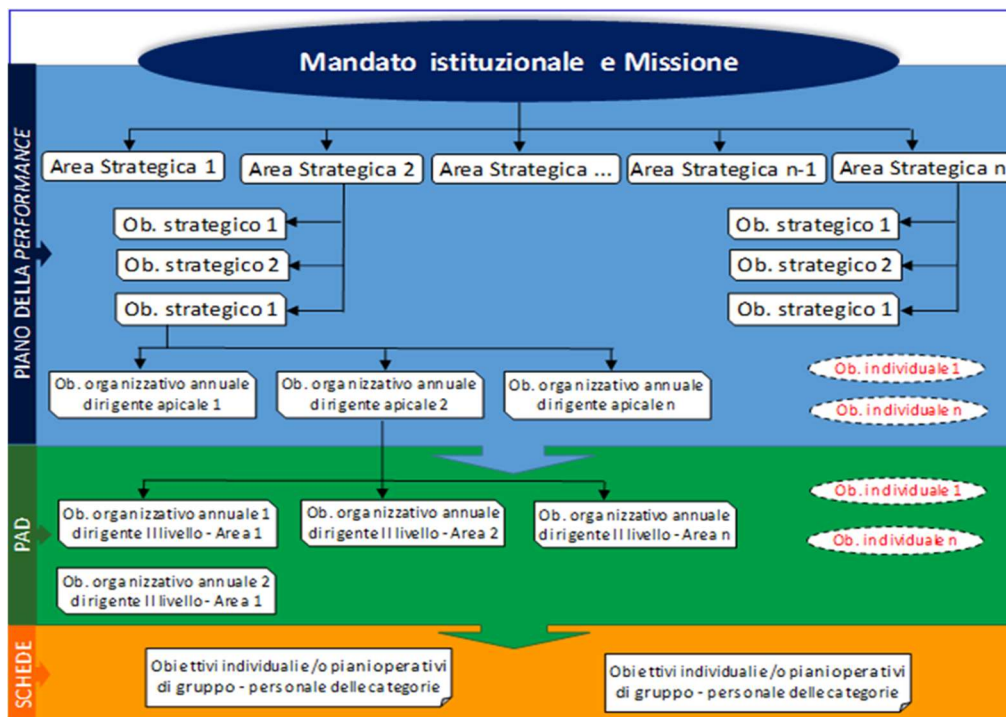 Mandato istituzionale e Missione
PIANO DELLA PERFORMANCE
Area Strategica 1
Area Strategica 2
Area Strategica ...
Area Strategica n-1
Area Strategica n
Ob. strategico 1
Ob. strategico 2
Ob. strategico 1
Ob. strategico 1
Ob. strategico 2
Ob. strategico 1
Ob. organizzativo annuale
dirigente apicale 1
Ob. organizzativo annuale
dirigente apicale 2
Ob. organizzativo annuale
dirigente apicale n
Ob. individuale 1
Ob. individuale n
PAD
Ob. organizzativo annuale 1
dirigente II livello - Area 1
Ob. organizzativo annuale
dirigente II livello - Area 2
Ob. organizzativo annuale
dirigente II livello - Area n
Ob. organizzativo annuale 2
dirigente II livello - Area 1
Ob. individuale 1
Ob. individuale n
SCHEDE
Obiettivi individuali e/o piani operativi
di gruppo - personale delle categorie
Obiettivi individuali e/o piani operativi
di gruppo - personale delle categorie